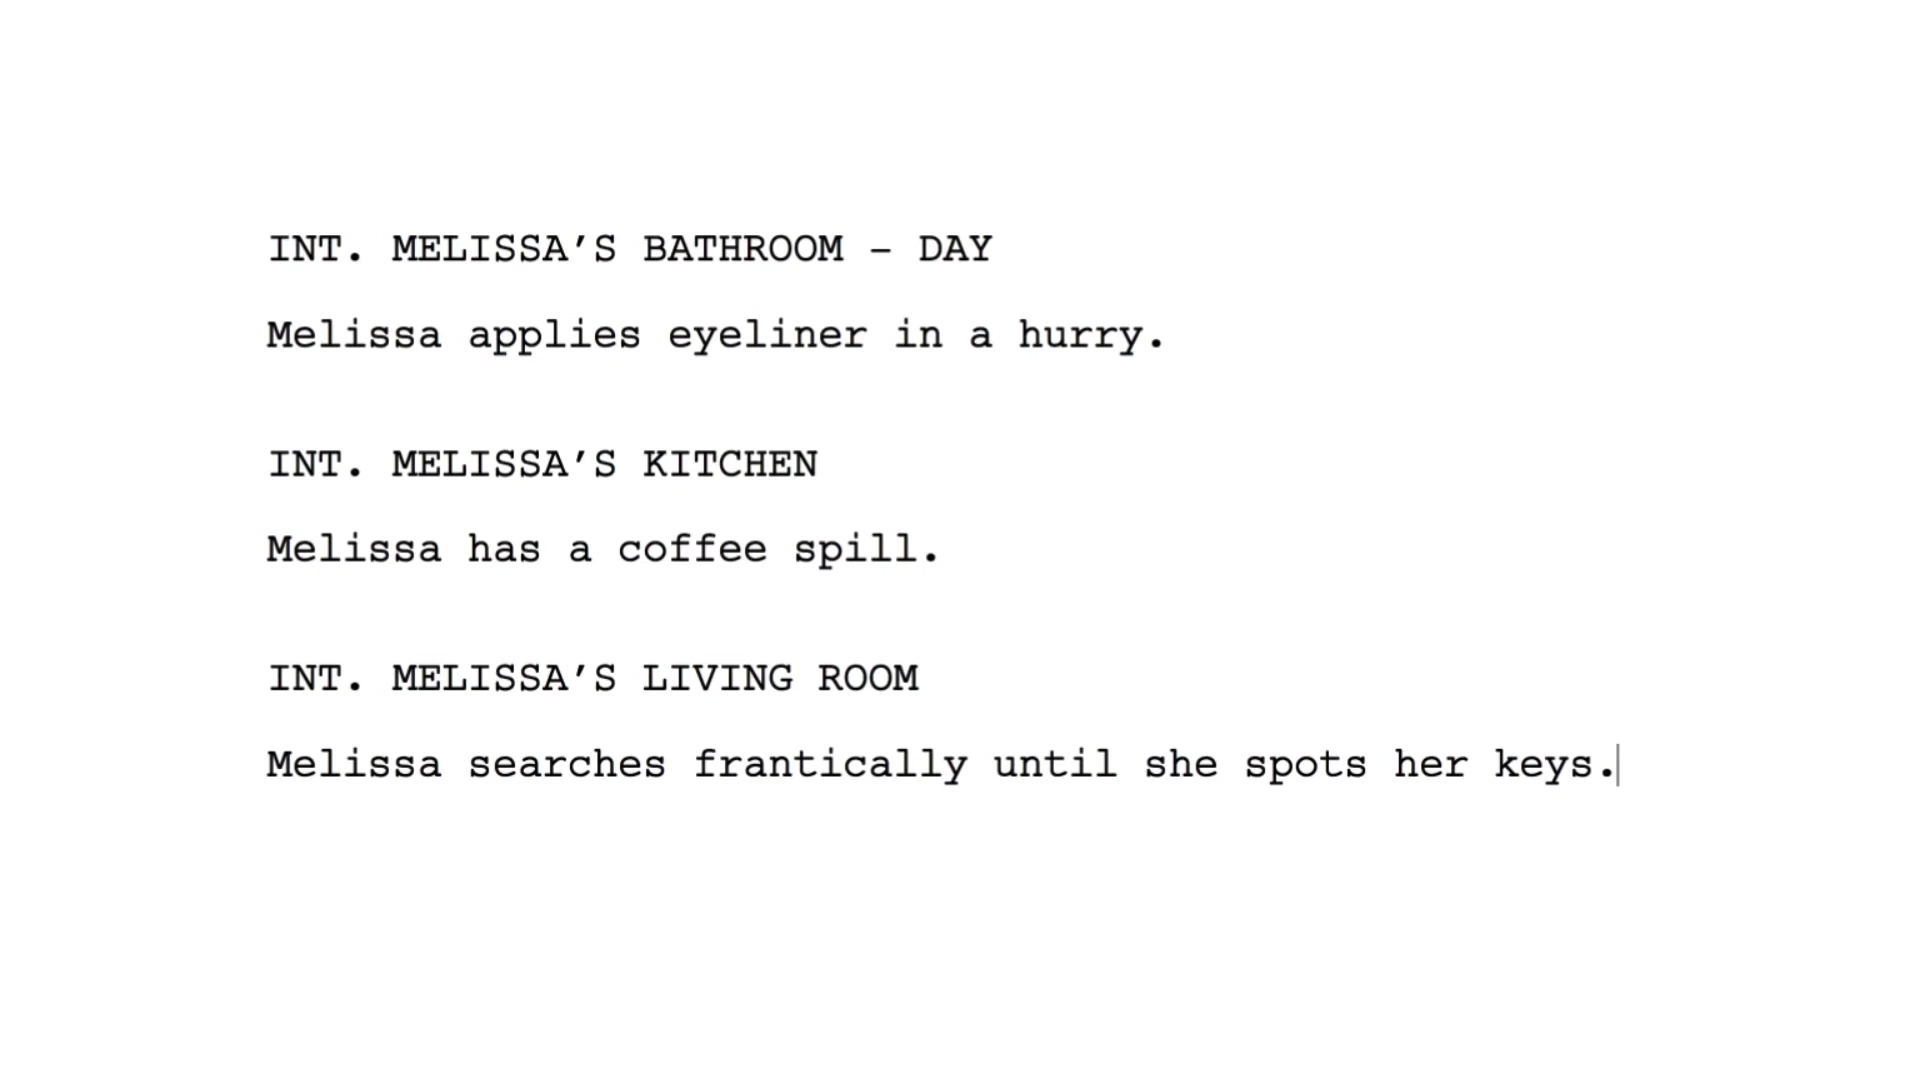 INT. MELISSA’S BATHROOM – DAY
Melissa applies eyeliner in a hurry.
INT. MELISSA’S KITCHEN
Melissa has a coffee spill.
INT. MELISSA’S LIVING ROOM
Melissa searches frantically until she spots her keys.